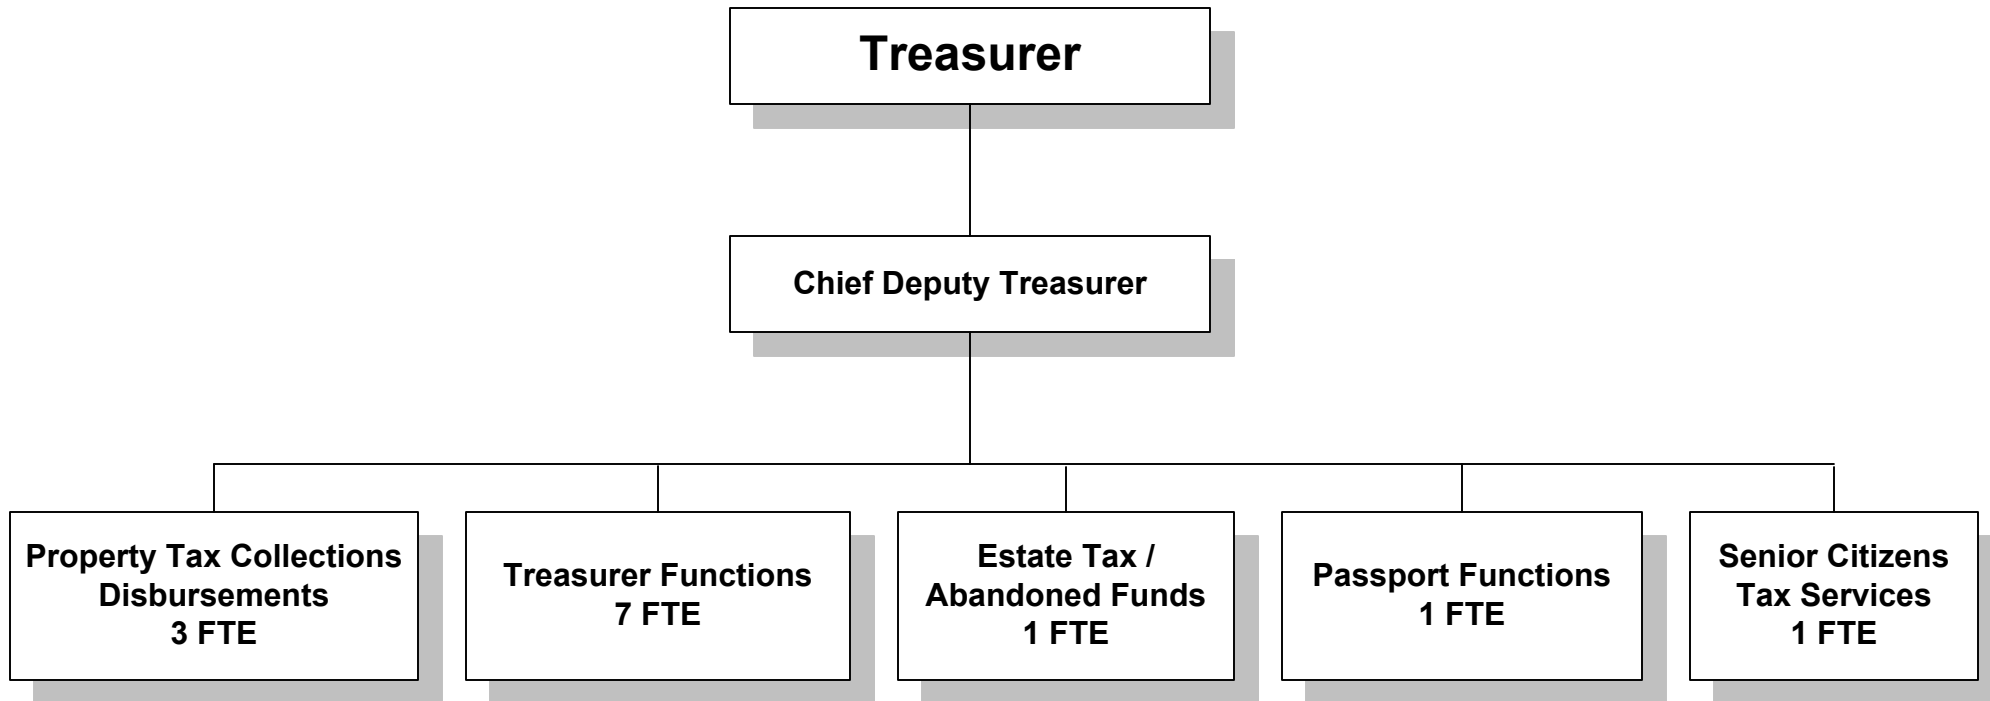 Treasurer
Chief Deputy Treasurer
Property Tax Collections
Disbursements
3 FTE
Treasurer Functions
7 FTE
Estate Tax /
Abandoned Funds
1 FTE
Passport Functions
1 FTE
Senior Citizens
Tax Services
1 FTE